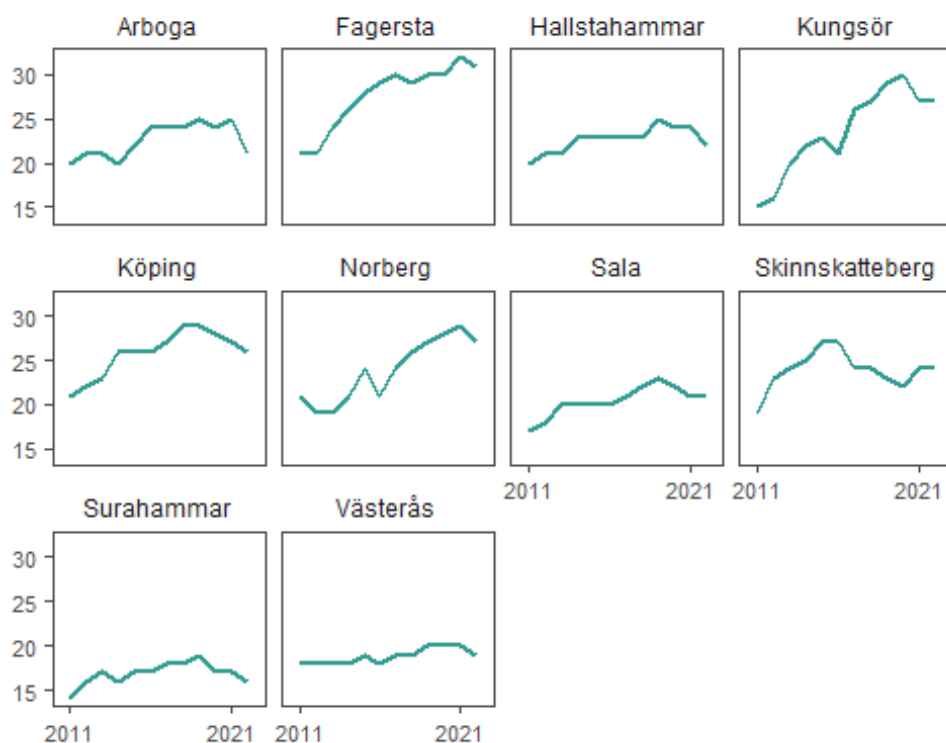 Arboga Fagersta Hallstahammar Kungsör
30
25
20
15
Köping Norberg Sala Skinnskatteberg
30
25
20
15
2011 2021 2011 2021
Surahammar Västerås
30
25
20
15
2011 2021 2011 2021